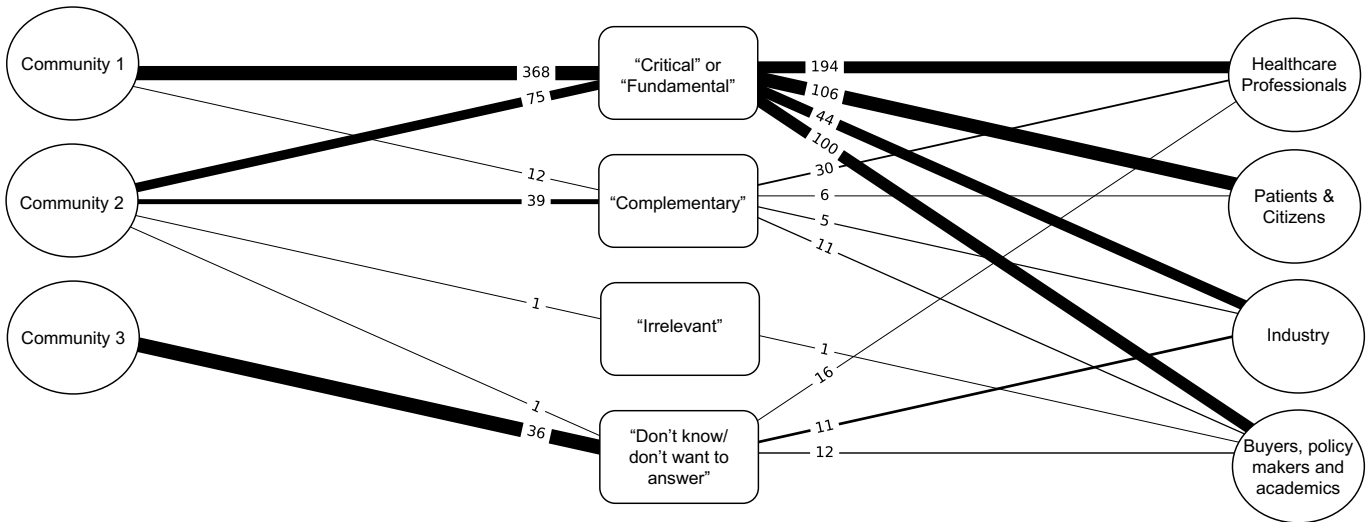 Community 1
Community 2
Community 3
368
75
12
39
1
1
36
“Critical” or
“Fundamental”
“Complementary”
“Irrelevant”
“Don’t know/
don’t want to
answer”
194
106
44
100
30
6
5
11
1
16
11
12
Healthcare
Professionals
Patients &
Citizens
Industry
Buyers, policy
makers and
academics